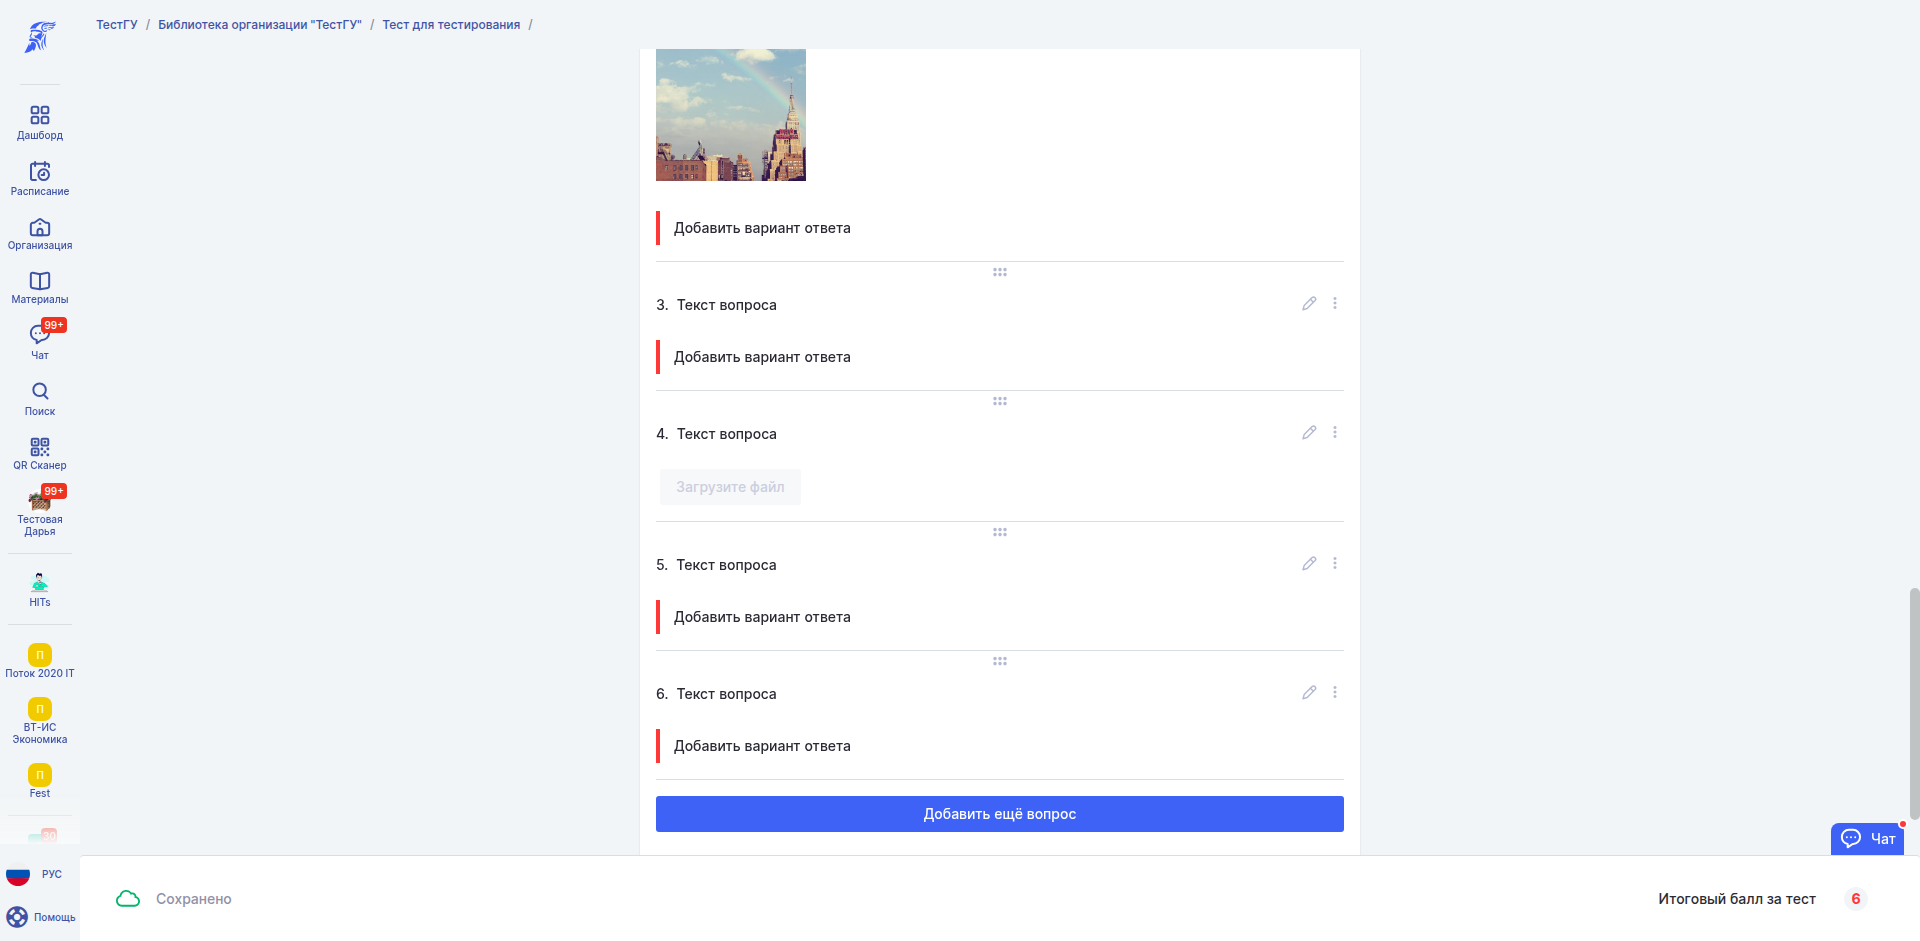 ТестГУ / Библиотека организации "ТестГУ" / Тест для тестирования /
Дашборд
Расписание
Организация
Материалы
99+
Чат
Поиск
QR Сканер
99+
Тестовая
Дарья
HITs
П
Поток 2020 IT
П
ВТ-ИС
Экономика
П
Fest
30
РУС
Помощь
Добавить вариант ответа
3. Текст вопроса
Добавить вариант ответа
4. Текст вопроса
Загрузите файл
5. Текст вопроса
Добавить вариант ответа
6. Текст вопроса
Добавить вариант ответа
Добавить ещё вопрос
Чат
Сохранено
Итоговый балл за тест 6